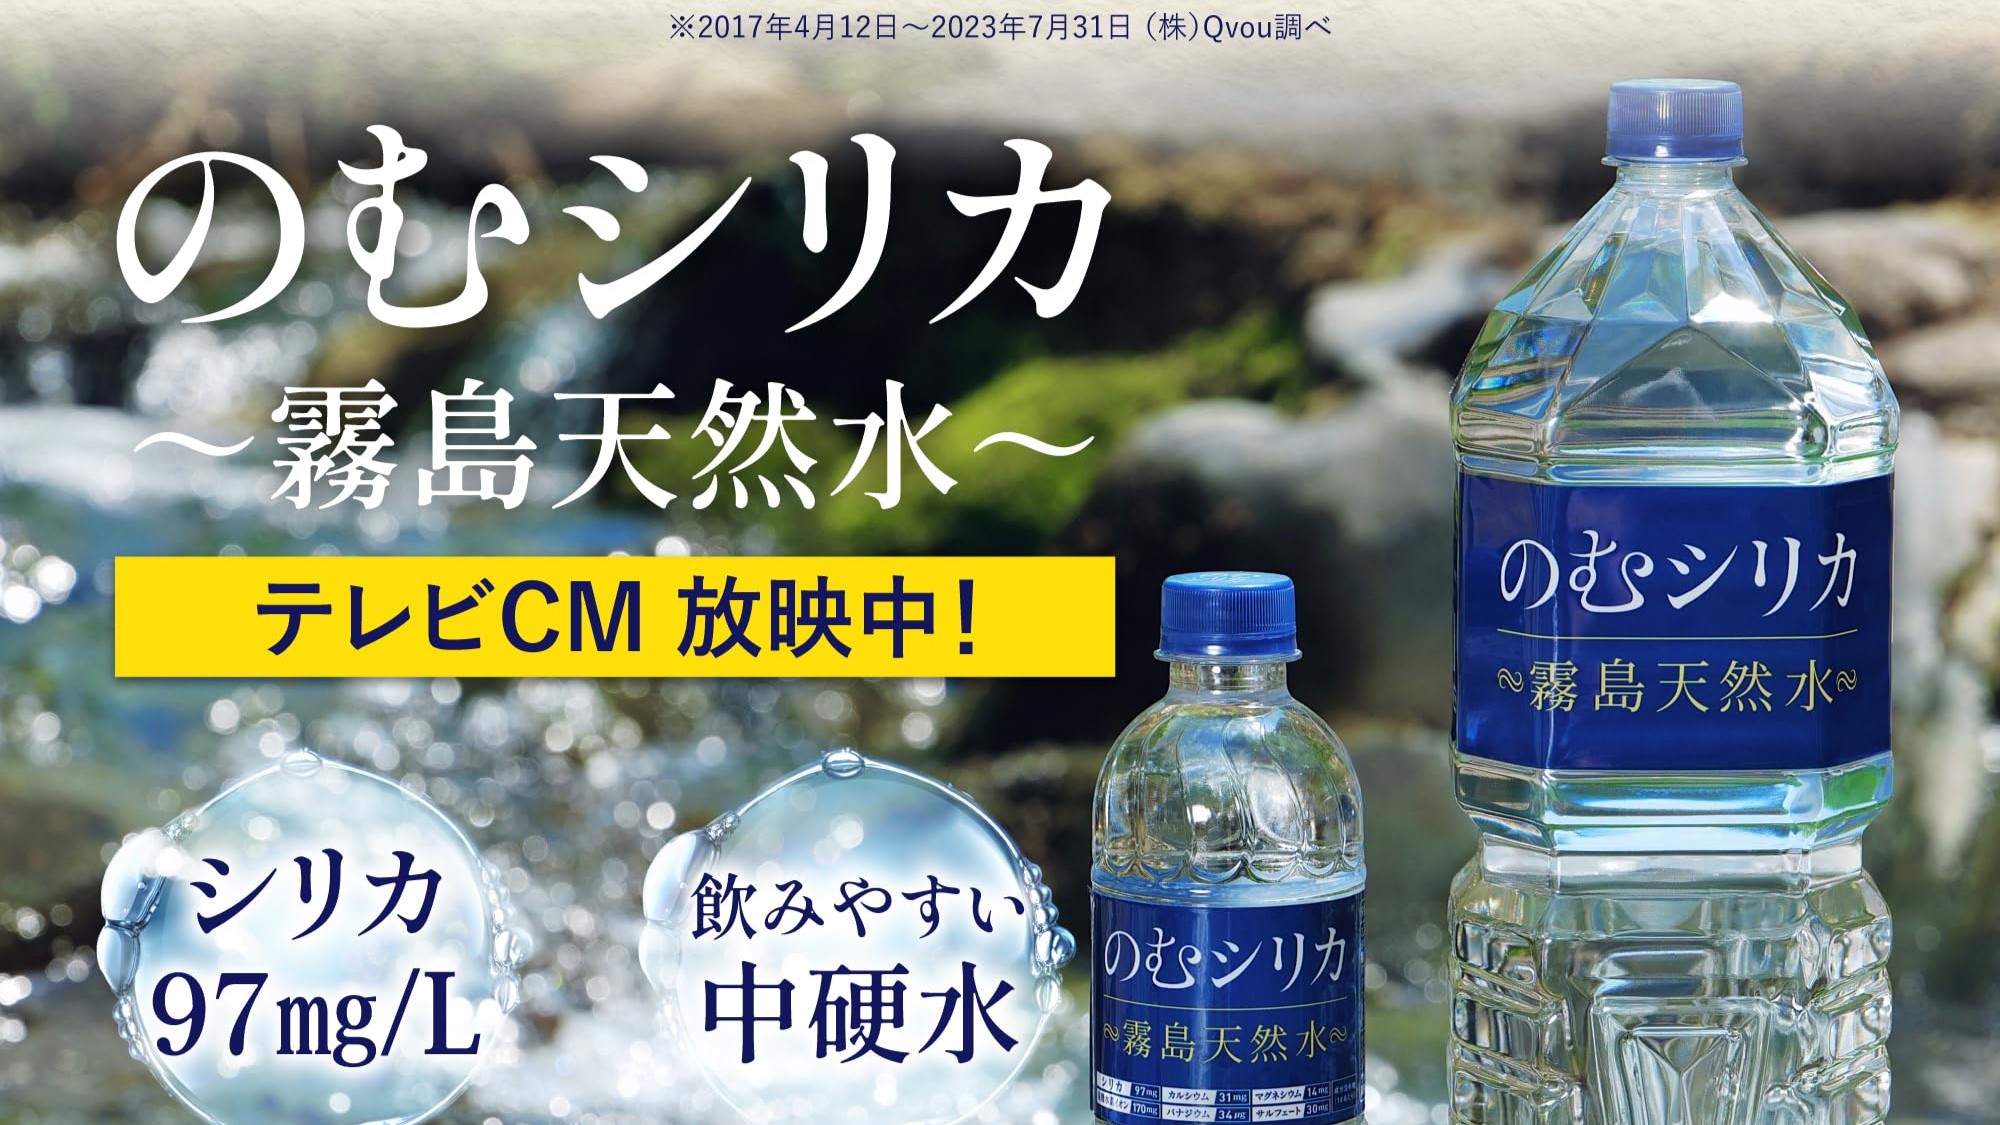 ※2017年4月12日～2023年7月31日（株）Qvou調べ
のむシリカ
～霧島天然水～
テレビCM 放映中！
シリカ
97mg/L
飲みやすい
中硬水
のむシリカ
～霧島天然水～
のむシリカ
～霧島天然水～
シリカ 97mg カルシウム 31mg マグネシウム 14mg
170mg バナジウム 34μg サルフェート 30mg